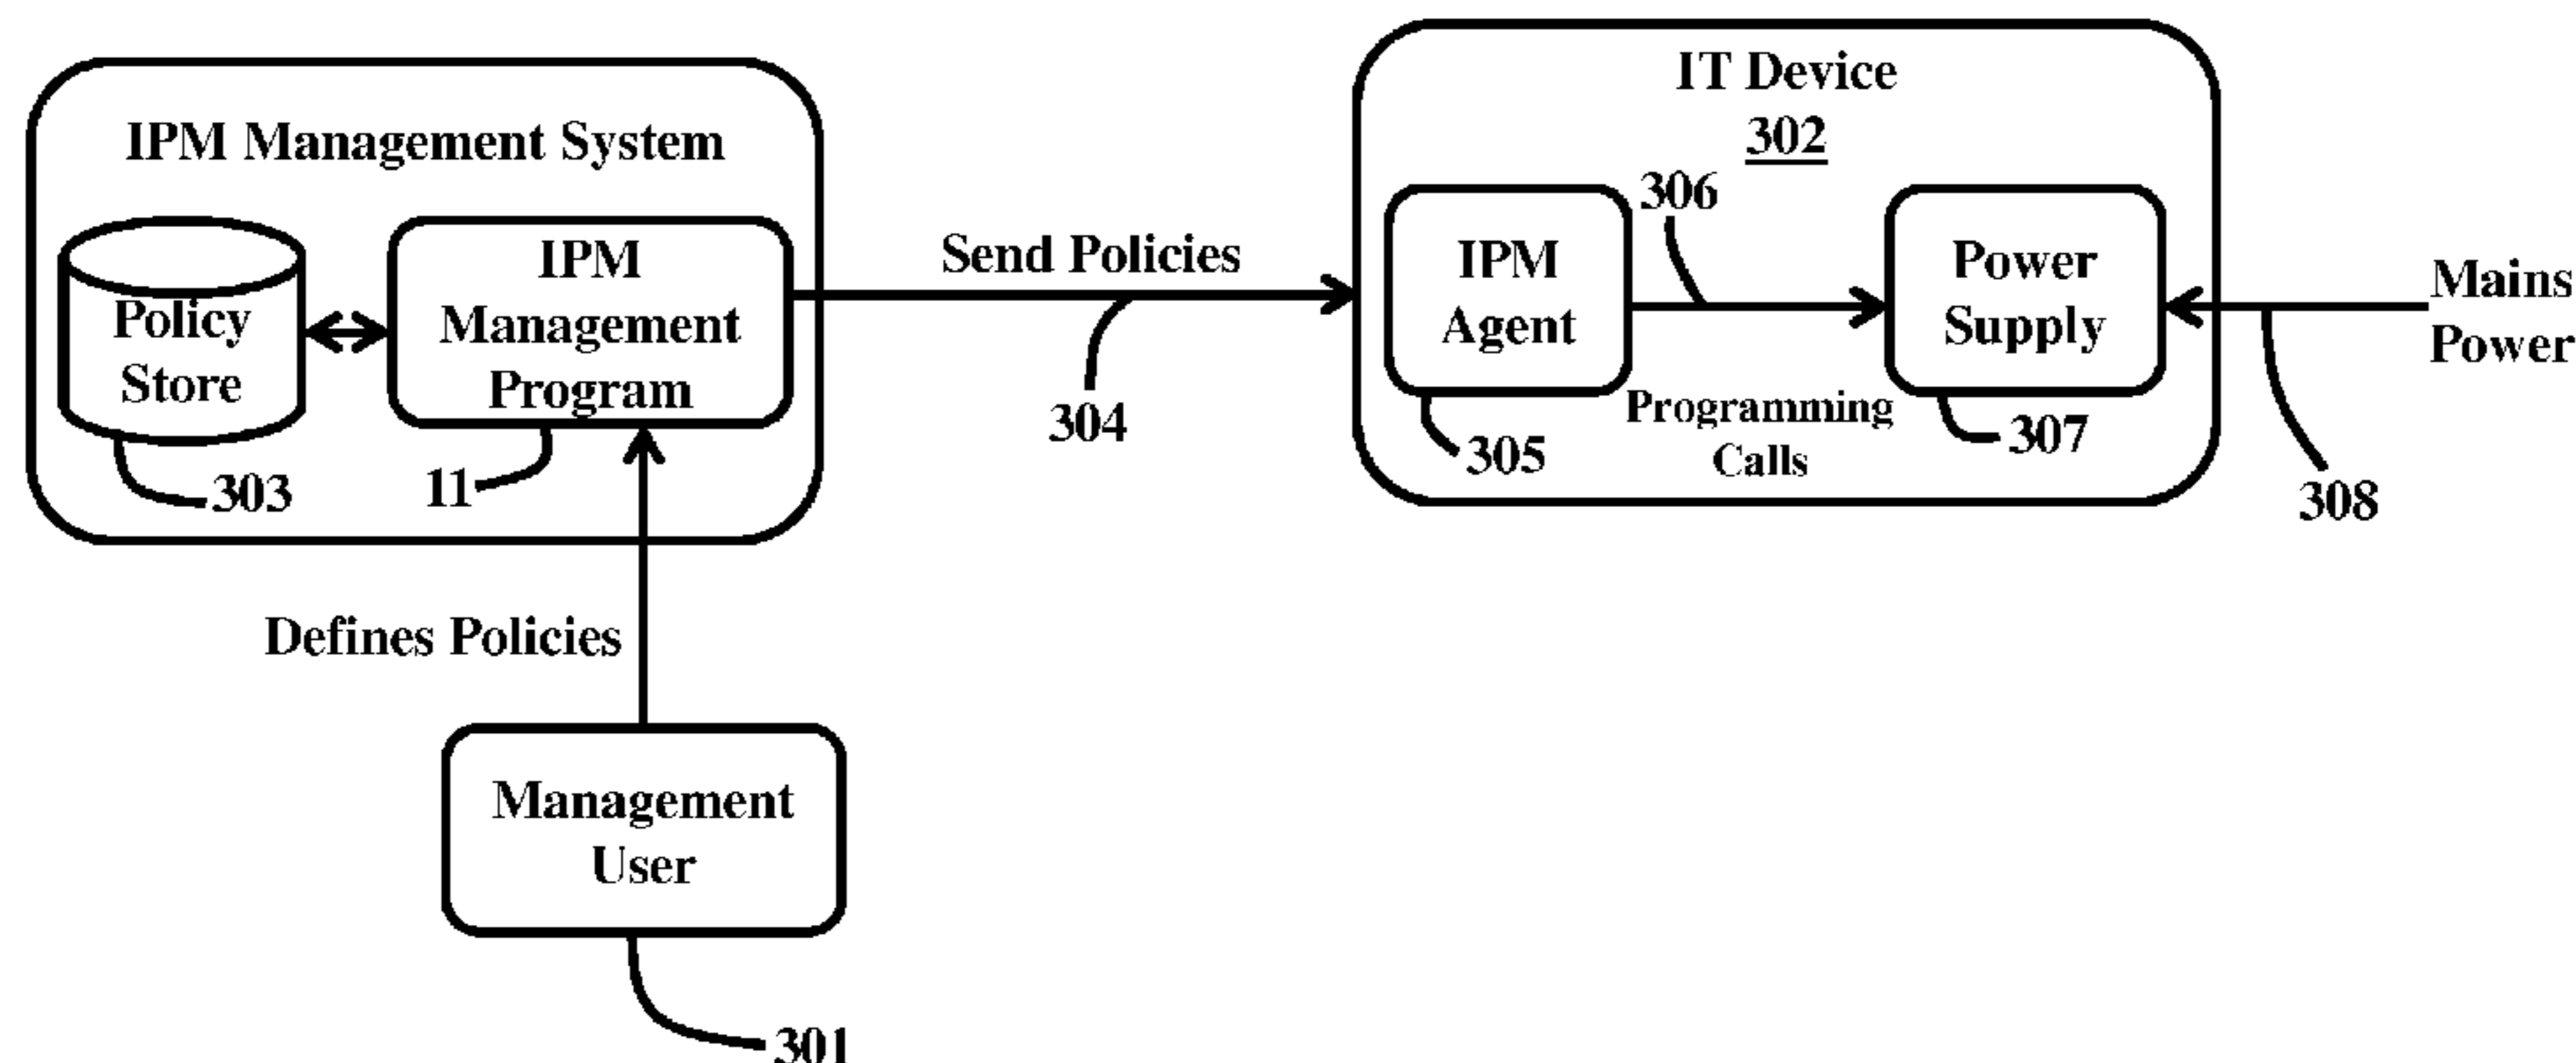 IPM Management System
Policy
Store
303
IPM
Management
Program
11
Send Policies
304
IT Device
302
306
IPM
Agent
305
Programming
Calls
Power
Supply
307
Mains
Power
308
Defines Policies
Management
User
301